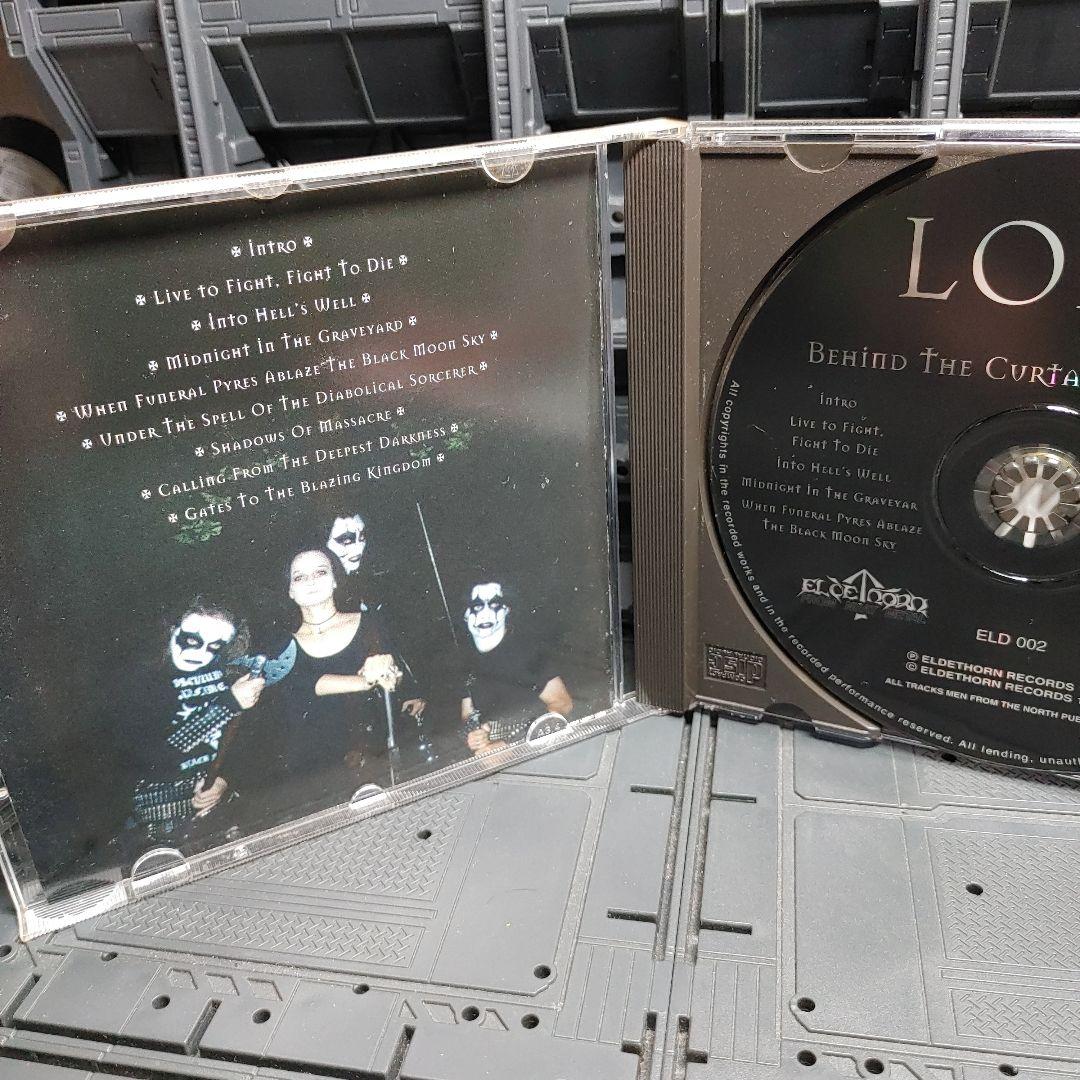 ✠ Intro ✠
✠ Live to Fight, Fight To Die ✠
✠ Into Hell's Well ✠
✠ Midnight In The Graveyard ✠
✠ When Funeral Pyres Ablaze The Black Moon Sky ✠
✠ Under The Spell Of The Diabolical Sorcerer ✠
✠ Shadows Of Massacre ✠
✠ Calling From The Deepest Darkness ✠
✠ Gates To The Blazing Kingdom ✠
LO
Behind The Curta
Intro
Live to Fight,
Fight To Die
Into Hell's Well
Midnight In The Graveyar
When Funeral Pyres Ablaze
The Black Moon Sky
ELDETHORN
ELD 002
℗ ELDETHORN RECORDS
© ELDETHORN RECORDS
ALL TRACKS MEN FROM THE NORTH PUB
All copyrights in the recorded works and in the recorded performance reserved. All lending, unaut